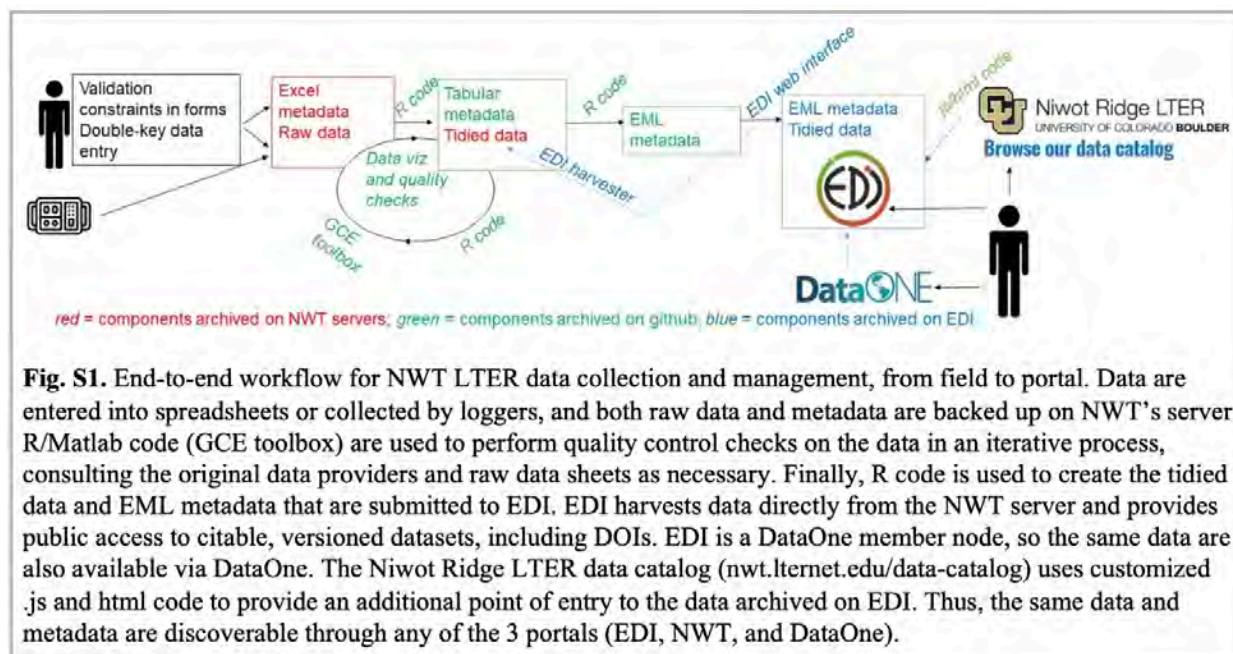 Validation
constraints in forms
Double-key data
entry
Excel
metadata
Raw data
R code
Tabular
metadata
Tidied data
Data viz
and quality
checks
GCE
toolbox
R code
EDI harvester
R code
EML
metadata
EDI web interface
EML metadata
Tidied data
EDI
html code
CU
Niwot Ridge LTER
UNIVERSITY OF COLORADO BOULDER
Browse our data catalog
DataONE
red = components archived on NWT servers; green = components archived on github, blue = components archived on EDI
Fig. S1. End-to-end workflow for NWT LTER data collection and management, from field to portal. Data are
entered into spreadsheets or collected by loggers, and both raw data and metadata are backed up on NWT's server
R/Matlab code (GCE toolbox) are used to perform quality control checks on the data in an iterative process,
consulting the original data providers and raw data sheets as necessary. Finally, R code is used to create the tidied
data and EML metadata that are submitted to EDI. EDI harvests data directly from the NWT server and provides
public access to citable, versioned datasets, including DOIs. EDI is a DataOne member node, so the same data are
also available via DataOne. The Niwot Ridge LTER data catalog (nwt.lternet.edu/data-catalog) uses customized
.js and html code to provide an additional point of entry to the data archived on EDI. Thus, the same data and
metadata are discoverable through any of the 3 portals (EDI, NWT, and DataOne).